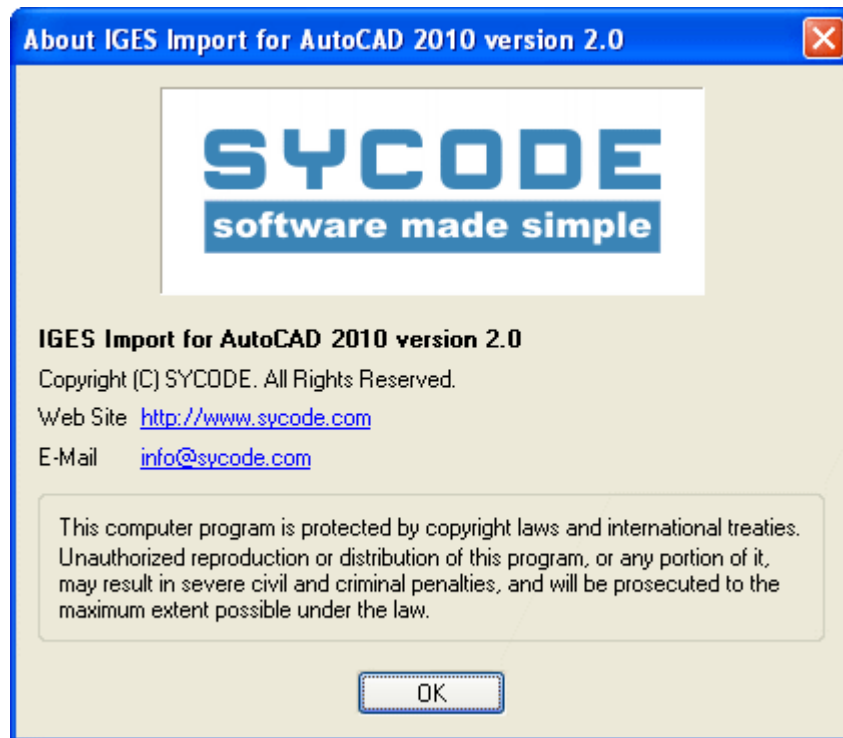 About IGES Import for AutoCAD 2010 version 2.0
SYCODE
software made simple
IGES Import for AutoCAD 2010 version 2.0
Copyright (C) SYCODE. All Rights Reserved.
Web Site http://www.sycode.com
E-Mail info@sycode.com
This computer program is protected by copyright laws and international treaties.
Unauthorized reproduction or distribution of this program, or any portion of it,
may result in severe civil and criminal penalties, and will be prosecuted to the
maximum extent possible under the law.
OK